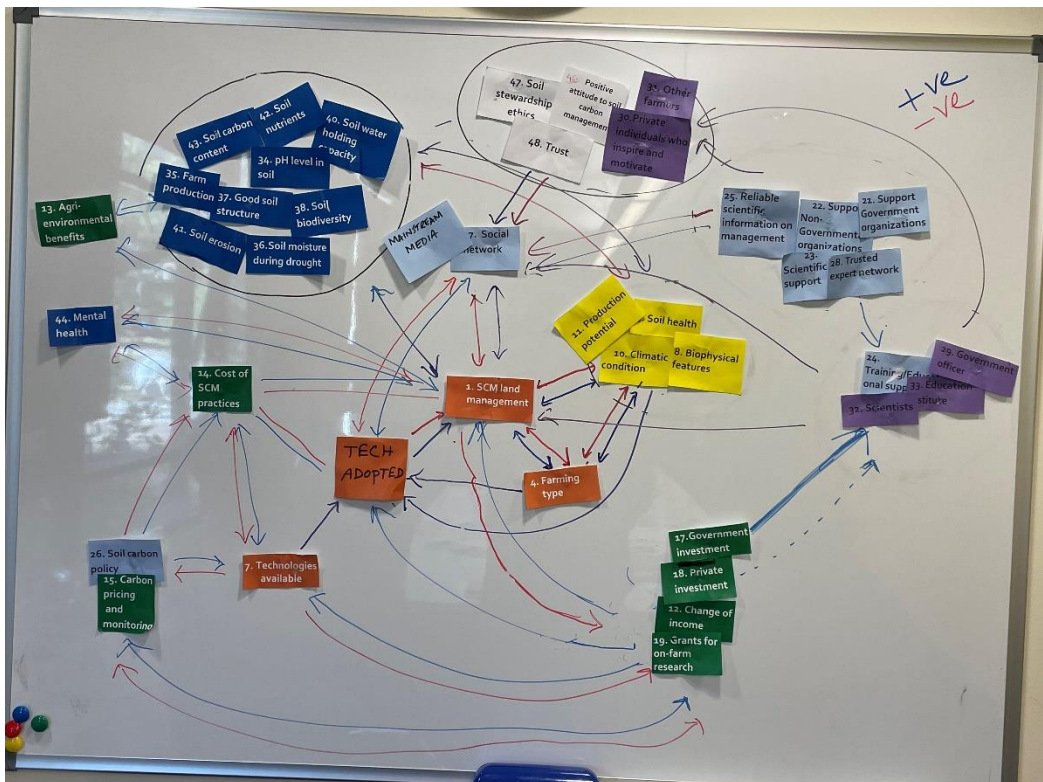 +ve
-ve
47. Soil
stewardship
ethics
46. Positive
attitude to soil
carbon
management
48. Trust
Other
farmers
30. Private
individuals who
inspire and
motivate
43. Soil carbon
content
42. Soil
nutrients
40. Soil water
holding
capacity
34. pH level in
soil
35. Farm
production
37. Good soil
structure
38. Soil
biodiversity
41. Soil erosion
36. Soil moisture
during drought
13. Agri-
environmental
benefits
MAINSTREAM
MEDIA
7. Social
network
25. Reliable
scientific
information on
management
22. Suppo
Non-
Government
organizations
21. Support
Government
organizations
23.
Scientific
support
28. Trusted
expert network
44. Mental
health
14. Cost of
SCM
practices
11. Production
potential
Soil health
10. Climatic
condition
8. Biophysical
features
1. SCM land
management
TECH
ADOPTED
4. Farming
type
24.
Training/Educa
onal supp
29. Government
officer
33. Education
stitute
32. Scientists
26. Soil carbon
policy
15. Carbon
pricing
and
monitoring
7. Technologies
available
17. Government
investment
18. Private
investment
12. Change of
income
19. Grants for
on-farm
research